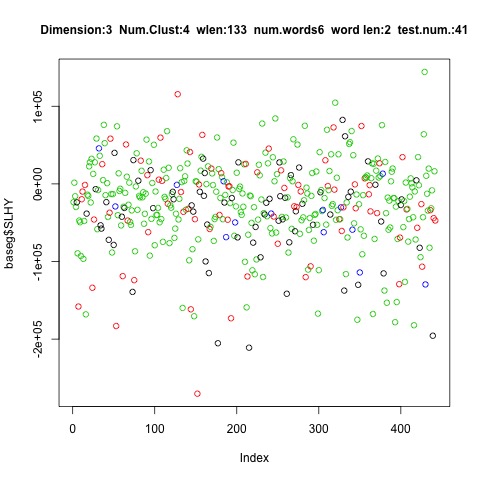 Dimension:3 Num.Clust:4 wlen:133 num.words6 word len:2 test.num.:41
1e+05
0e+00
-1e+05
-2e+05
baseg$SLHY
0 100 200 300 400
Index